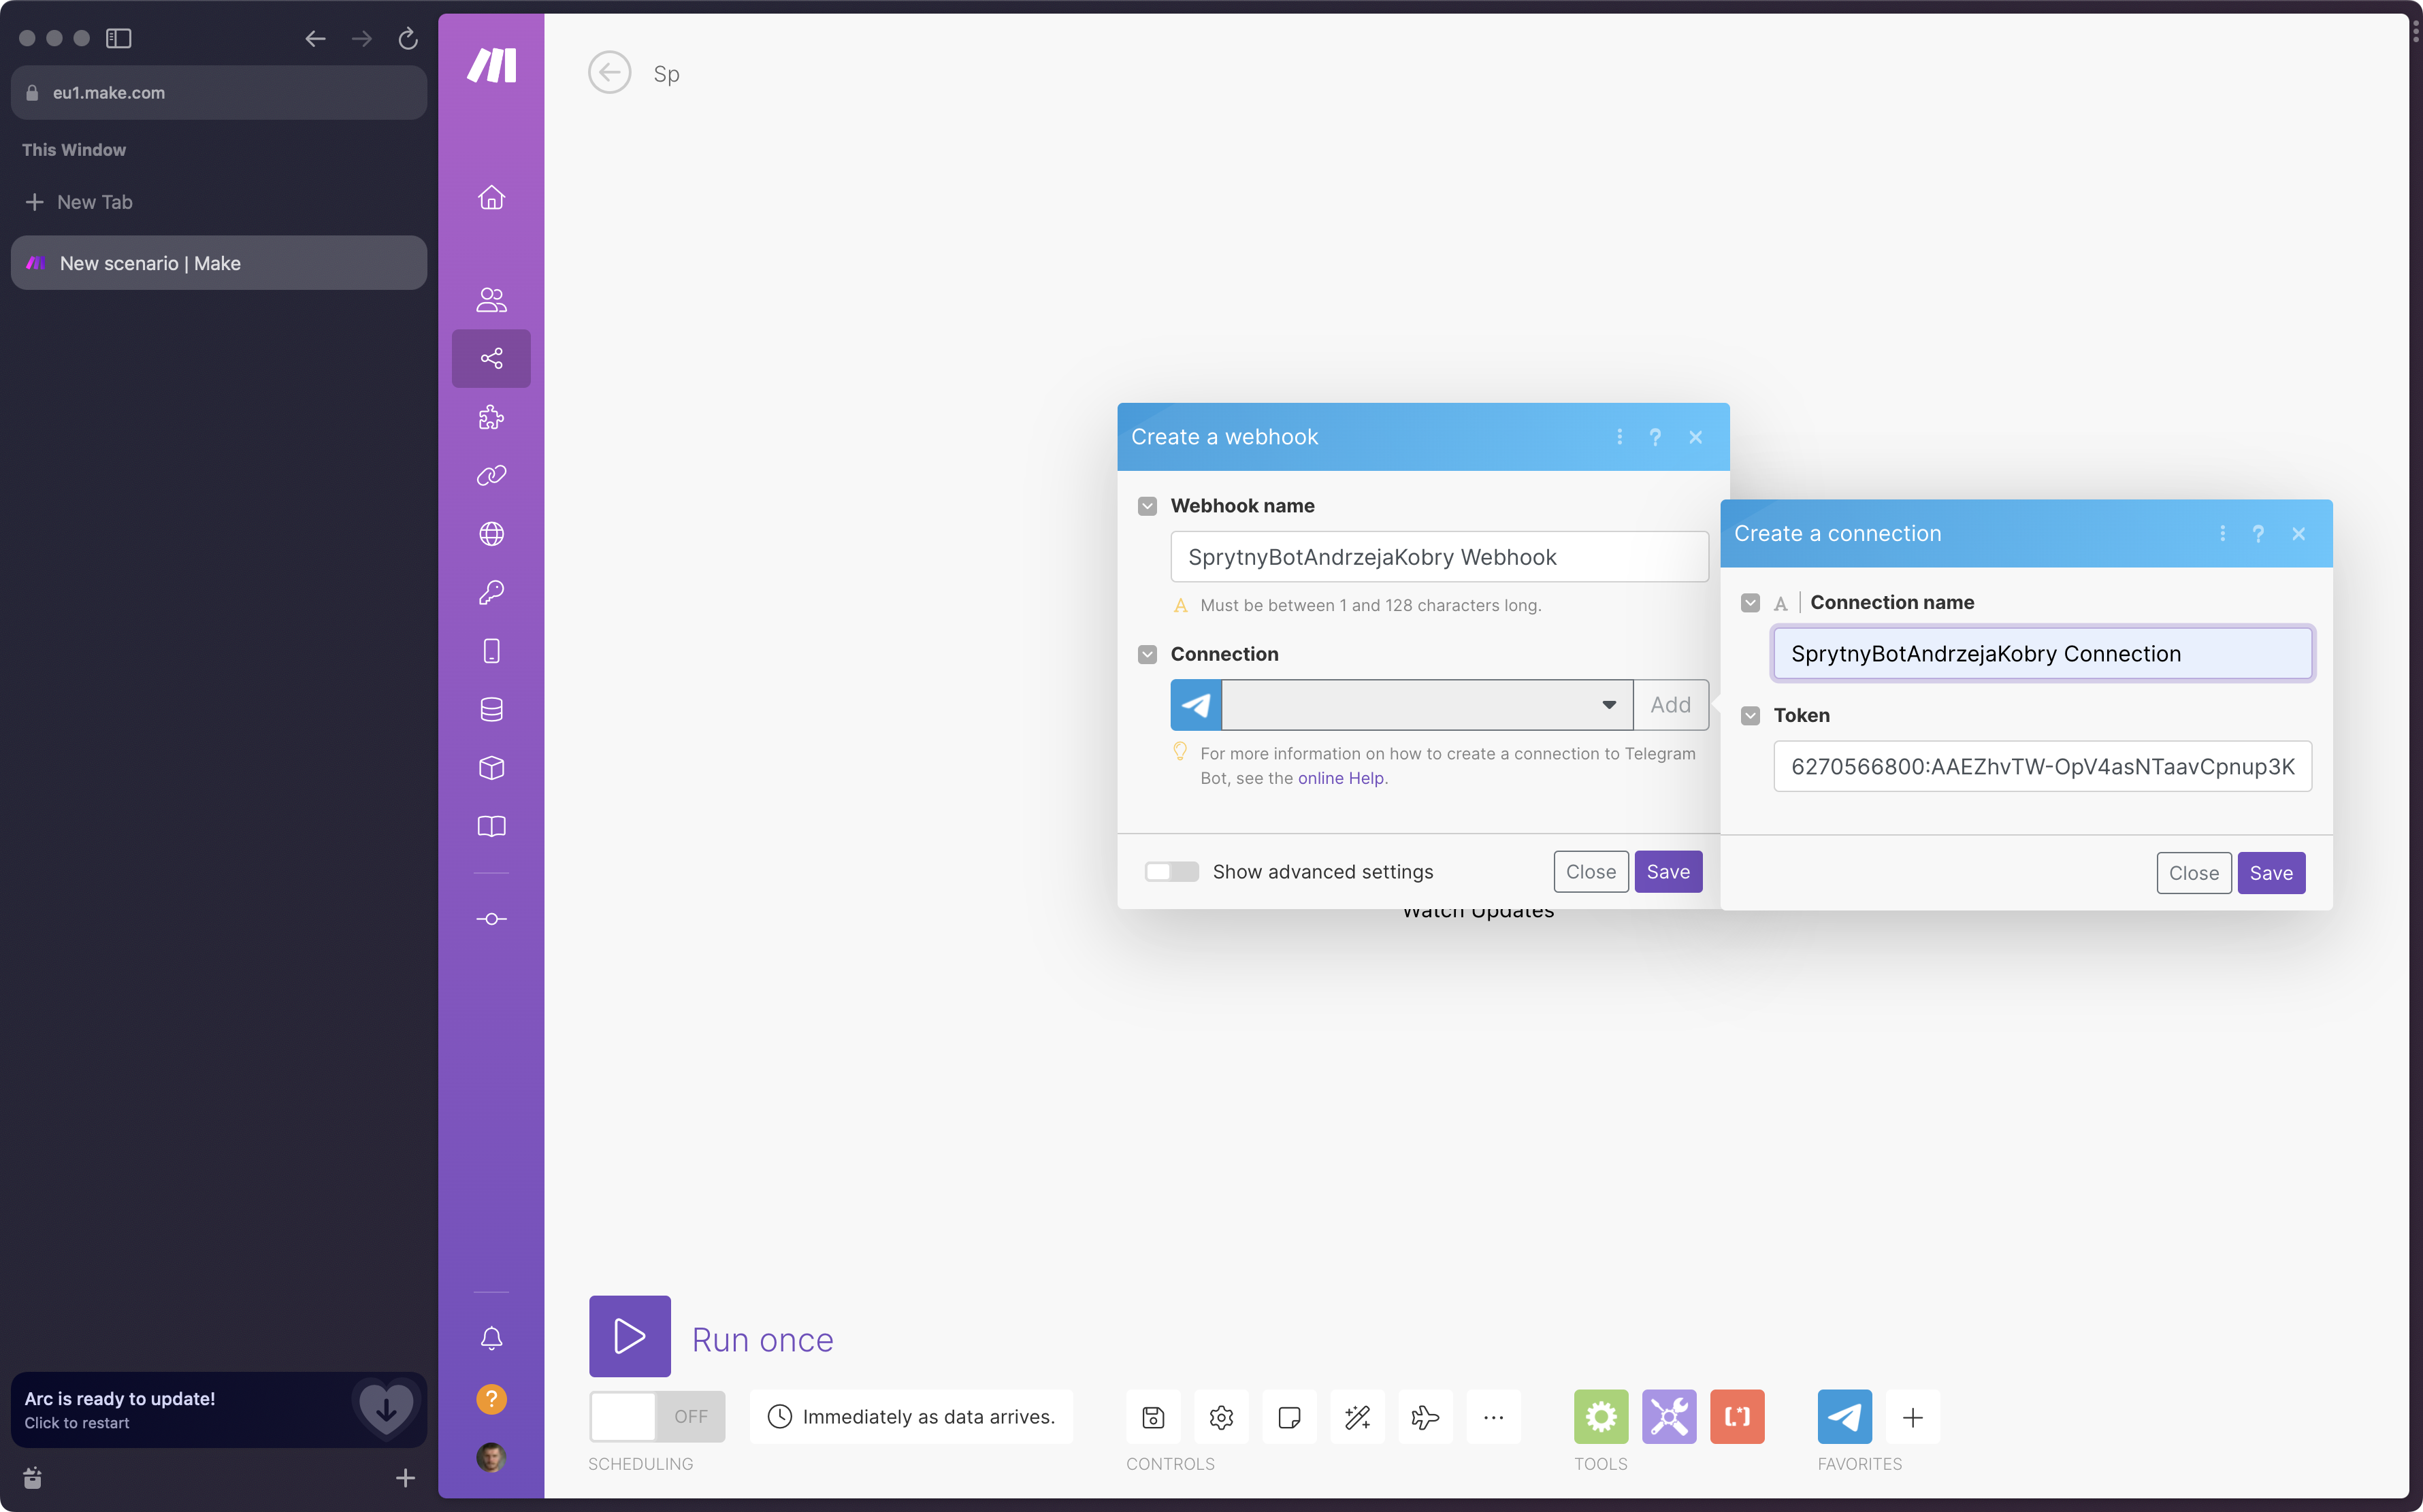 eu1.make.com
This Window
New Tab
New scenario | Make
Arc is ready to update!
Click to restart
Sp
Create a webhook
Webhook name
SprytnyBotAndrzejaKobry Webhook
A Must be between 1 and 128 characters long.
Connection
Add
For more information on how to create a connection to Telegram
Bot, see the online Help.
Show advanced settings
Close
Save
Create a connection
A | Connection name
SprytnyBotAndrzejaKobry Connection
Token
6270566800:AAEZhvTW-OpV4asNTaavCpnup3K
Close
Save
Watch Updates
Run once
OFF
Immediately as data arrives.
SCHEDULING
CONTROLS
TOOLS
FAVORITES